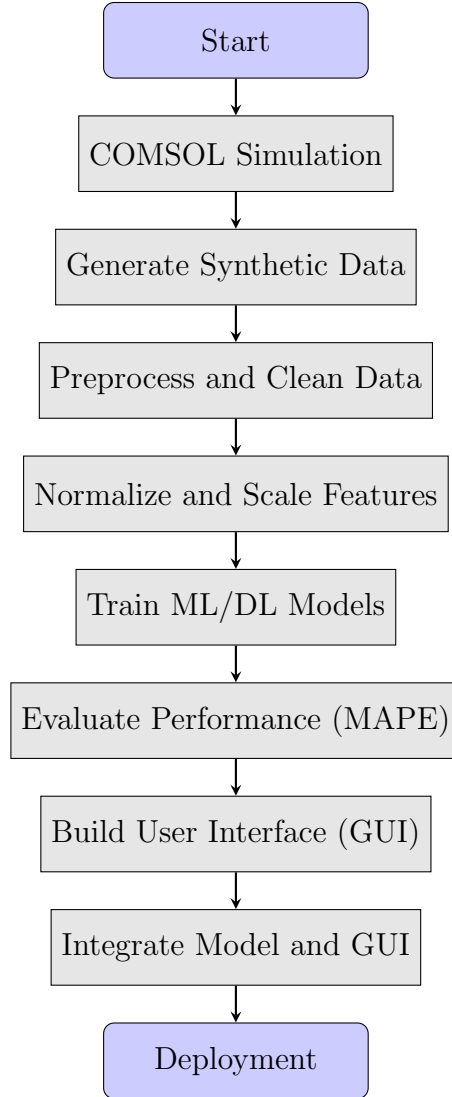 Start
COMSOL Simulation
Generate Synthetic Data
Preprocess and Clean Data
Normalize and Scale Features
Train ML/DL Models
Evaluate Performance (MAPE)
Build User Interface (GUI)
Integrate Model and GUI
Deployment